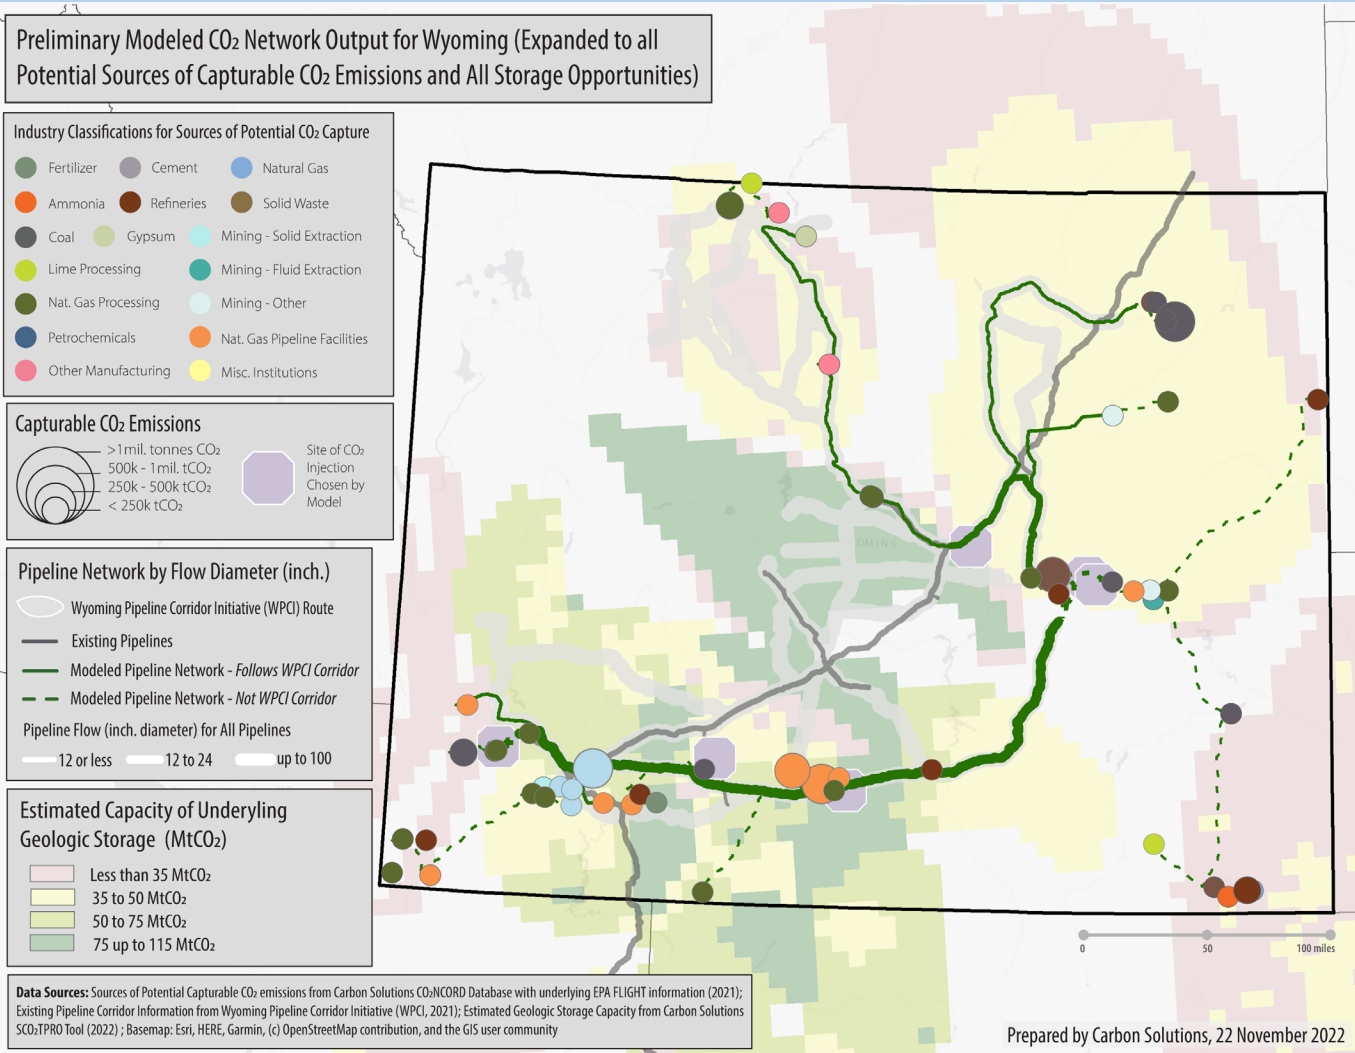 Preliminary Modeled CO₂ Network Output for Wyoming (Expanded to all
Potential Sources of Capturable CO₂ Emissions and All Storage Opportunities)
Industry Classifications for Sources of Potential CO₂ Capture
Fertilizer
Cement
Natural Gas
Ammonia
Refineries
Solid Waste
Coal
Gypsum
Mining - Solid Extraction
Lime Processing
Mining - Fluid Extraction
Nat. Gas Processing
Mining - Other
Petrochemicals
Nat. Gas Pipeline Facilities
Other Manufacturing
Misc. Institutions
Capturable CO₂ Emissions
>1mil. tonnes CO₂
500k - 1mil. tCO₂
250k - 500k tCO₂
< 250k tCO₂
Site of CO₂
Injection
Chosen by
Model
Pipeline Network by Flow Diameter (inch.)
Wyoming Pipeline Corridor Initiative (WPCI) Route
Existing Pipelines
Modeled Pipeline Network - Follows WPCI Corridor
Modeled Pipeline Network - Not WPCI Corridor
Pipeline Flow (inch. diameter) for All Pipelines
12 or less
12 to 24
up to 100
Estimated Capacity of Underyling
Geologic Storage (MtCO₂)
Less than 35 MtCO₂
35 to 50 MtCO₂
50 to 75 MtCO₂
75 up to 115 MtCO₂
0 50 100 miles
Data Sources: Sources of Potential Capturable CO₂ emissions from Carbon Solutions CO₂NCORD Database with underlying EPA FLIGHT information (2021);
Existing Pipeline Corridor Information from Wyoming Pipeline Corridor Initiative (WPCI, 2021); Estimated Geologic Storage Capacity from Carbon Solutions
SCO₂TPRO Tool (2022) ; Basemap: Esri, HERE, Garmin, (c) OpenStreetMap contribution, and the GIS user community
Prepared by Carbon Solutions, 22 November 2022